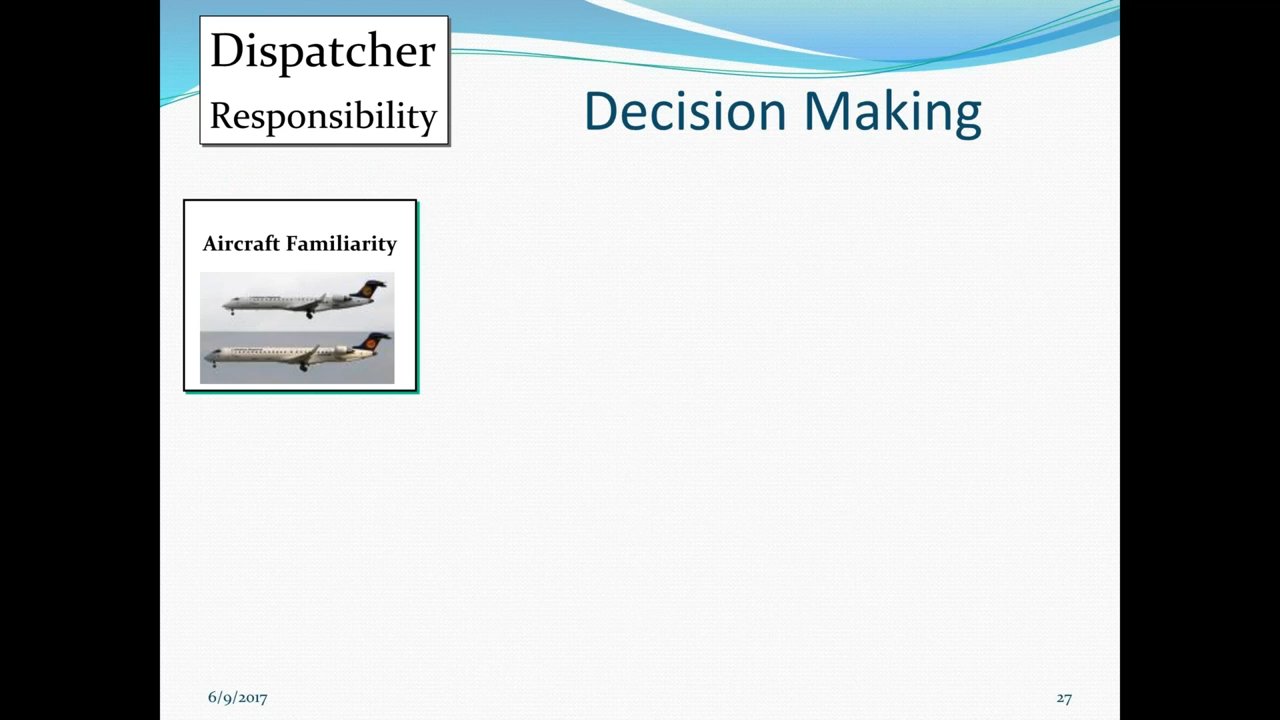 Dispatcher
Responsibility
Decision Making
Aircraft Familiarity
6/9/2017
27